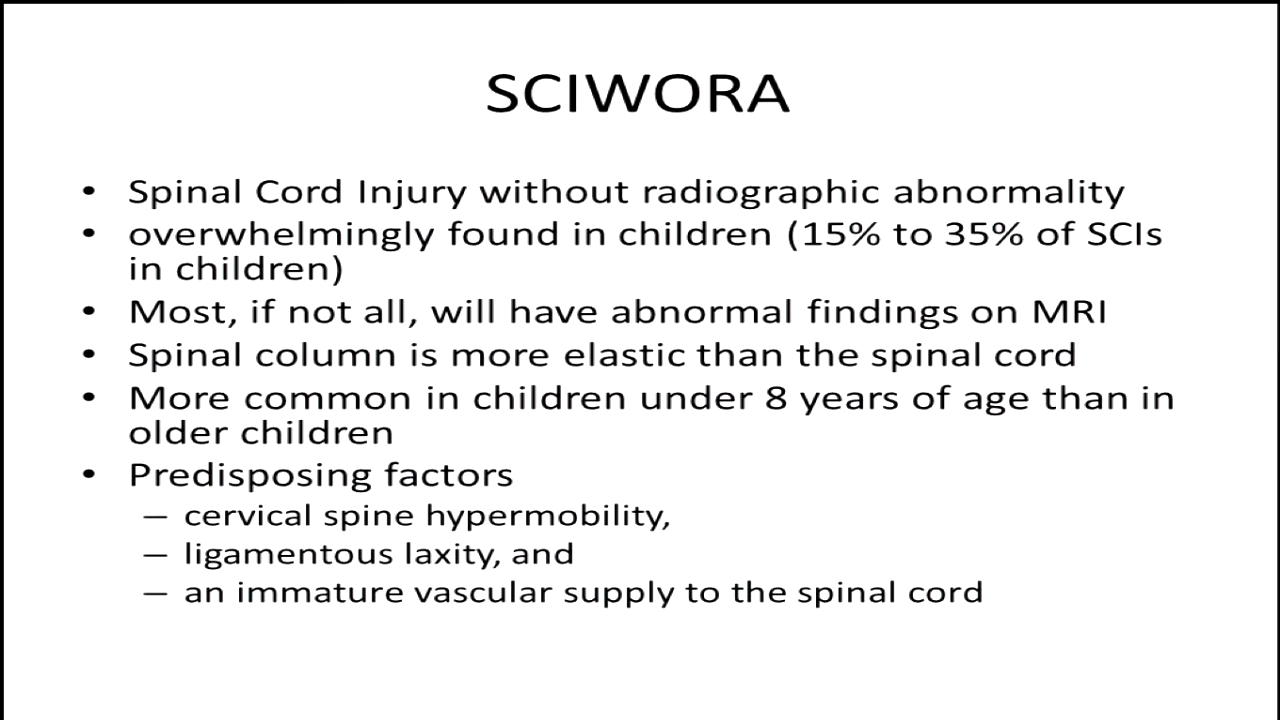 SCIWORA
• Spinal Cord Injury without radiographic abnormality
• overwhelmingly found in children (15% to 35% of SCIs
in children)
• Most, if not all, will have abnormal findings on MRI
• Spinal column is more elastic than the spinal cord
• More common in children under 8 years of age than in
older children
• Predisposing factors
– cervical spine hypermobility,
– ligamentous laxity, and
– an immature vascular supply to the spinal cord